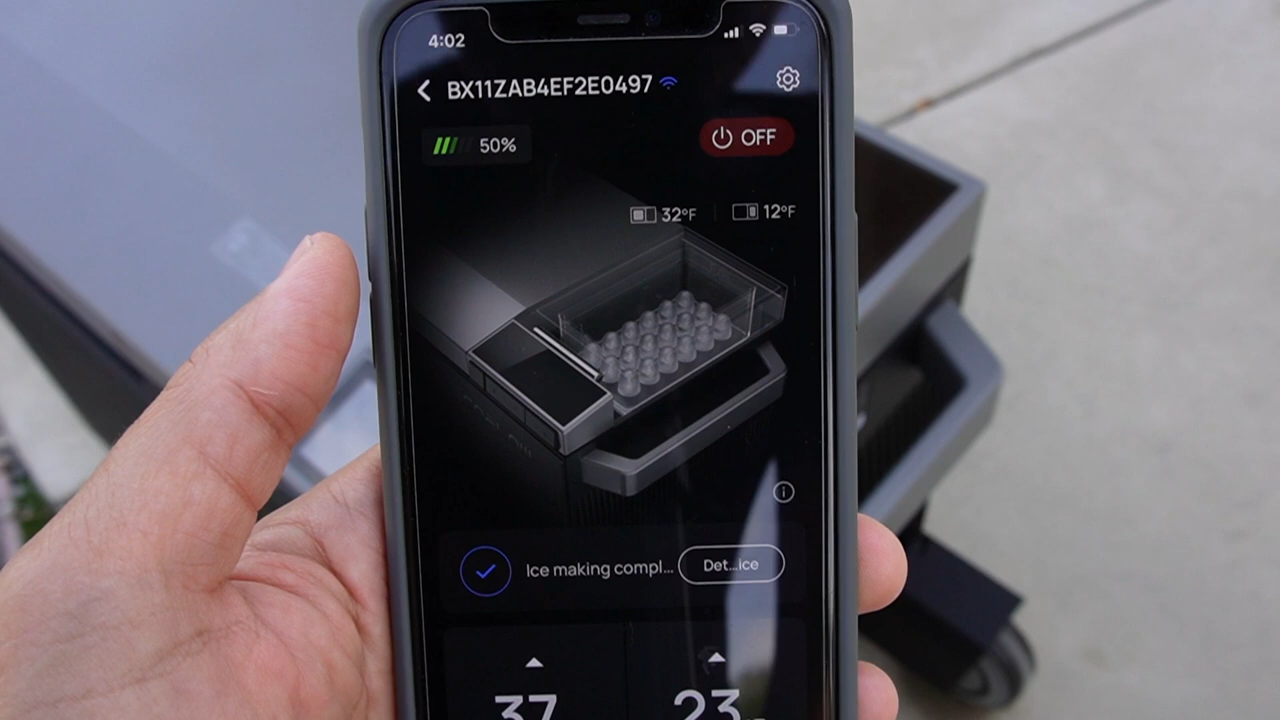 4:02
BX11ZAB4EF2E0497
50%
OFF
32°F
12°F
Ice making compl...
Det...ice
37
23